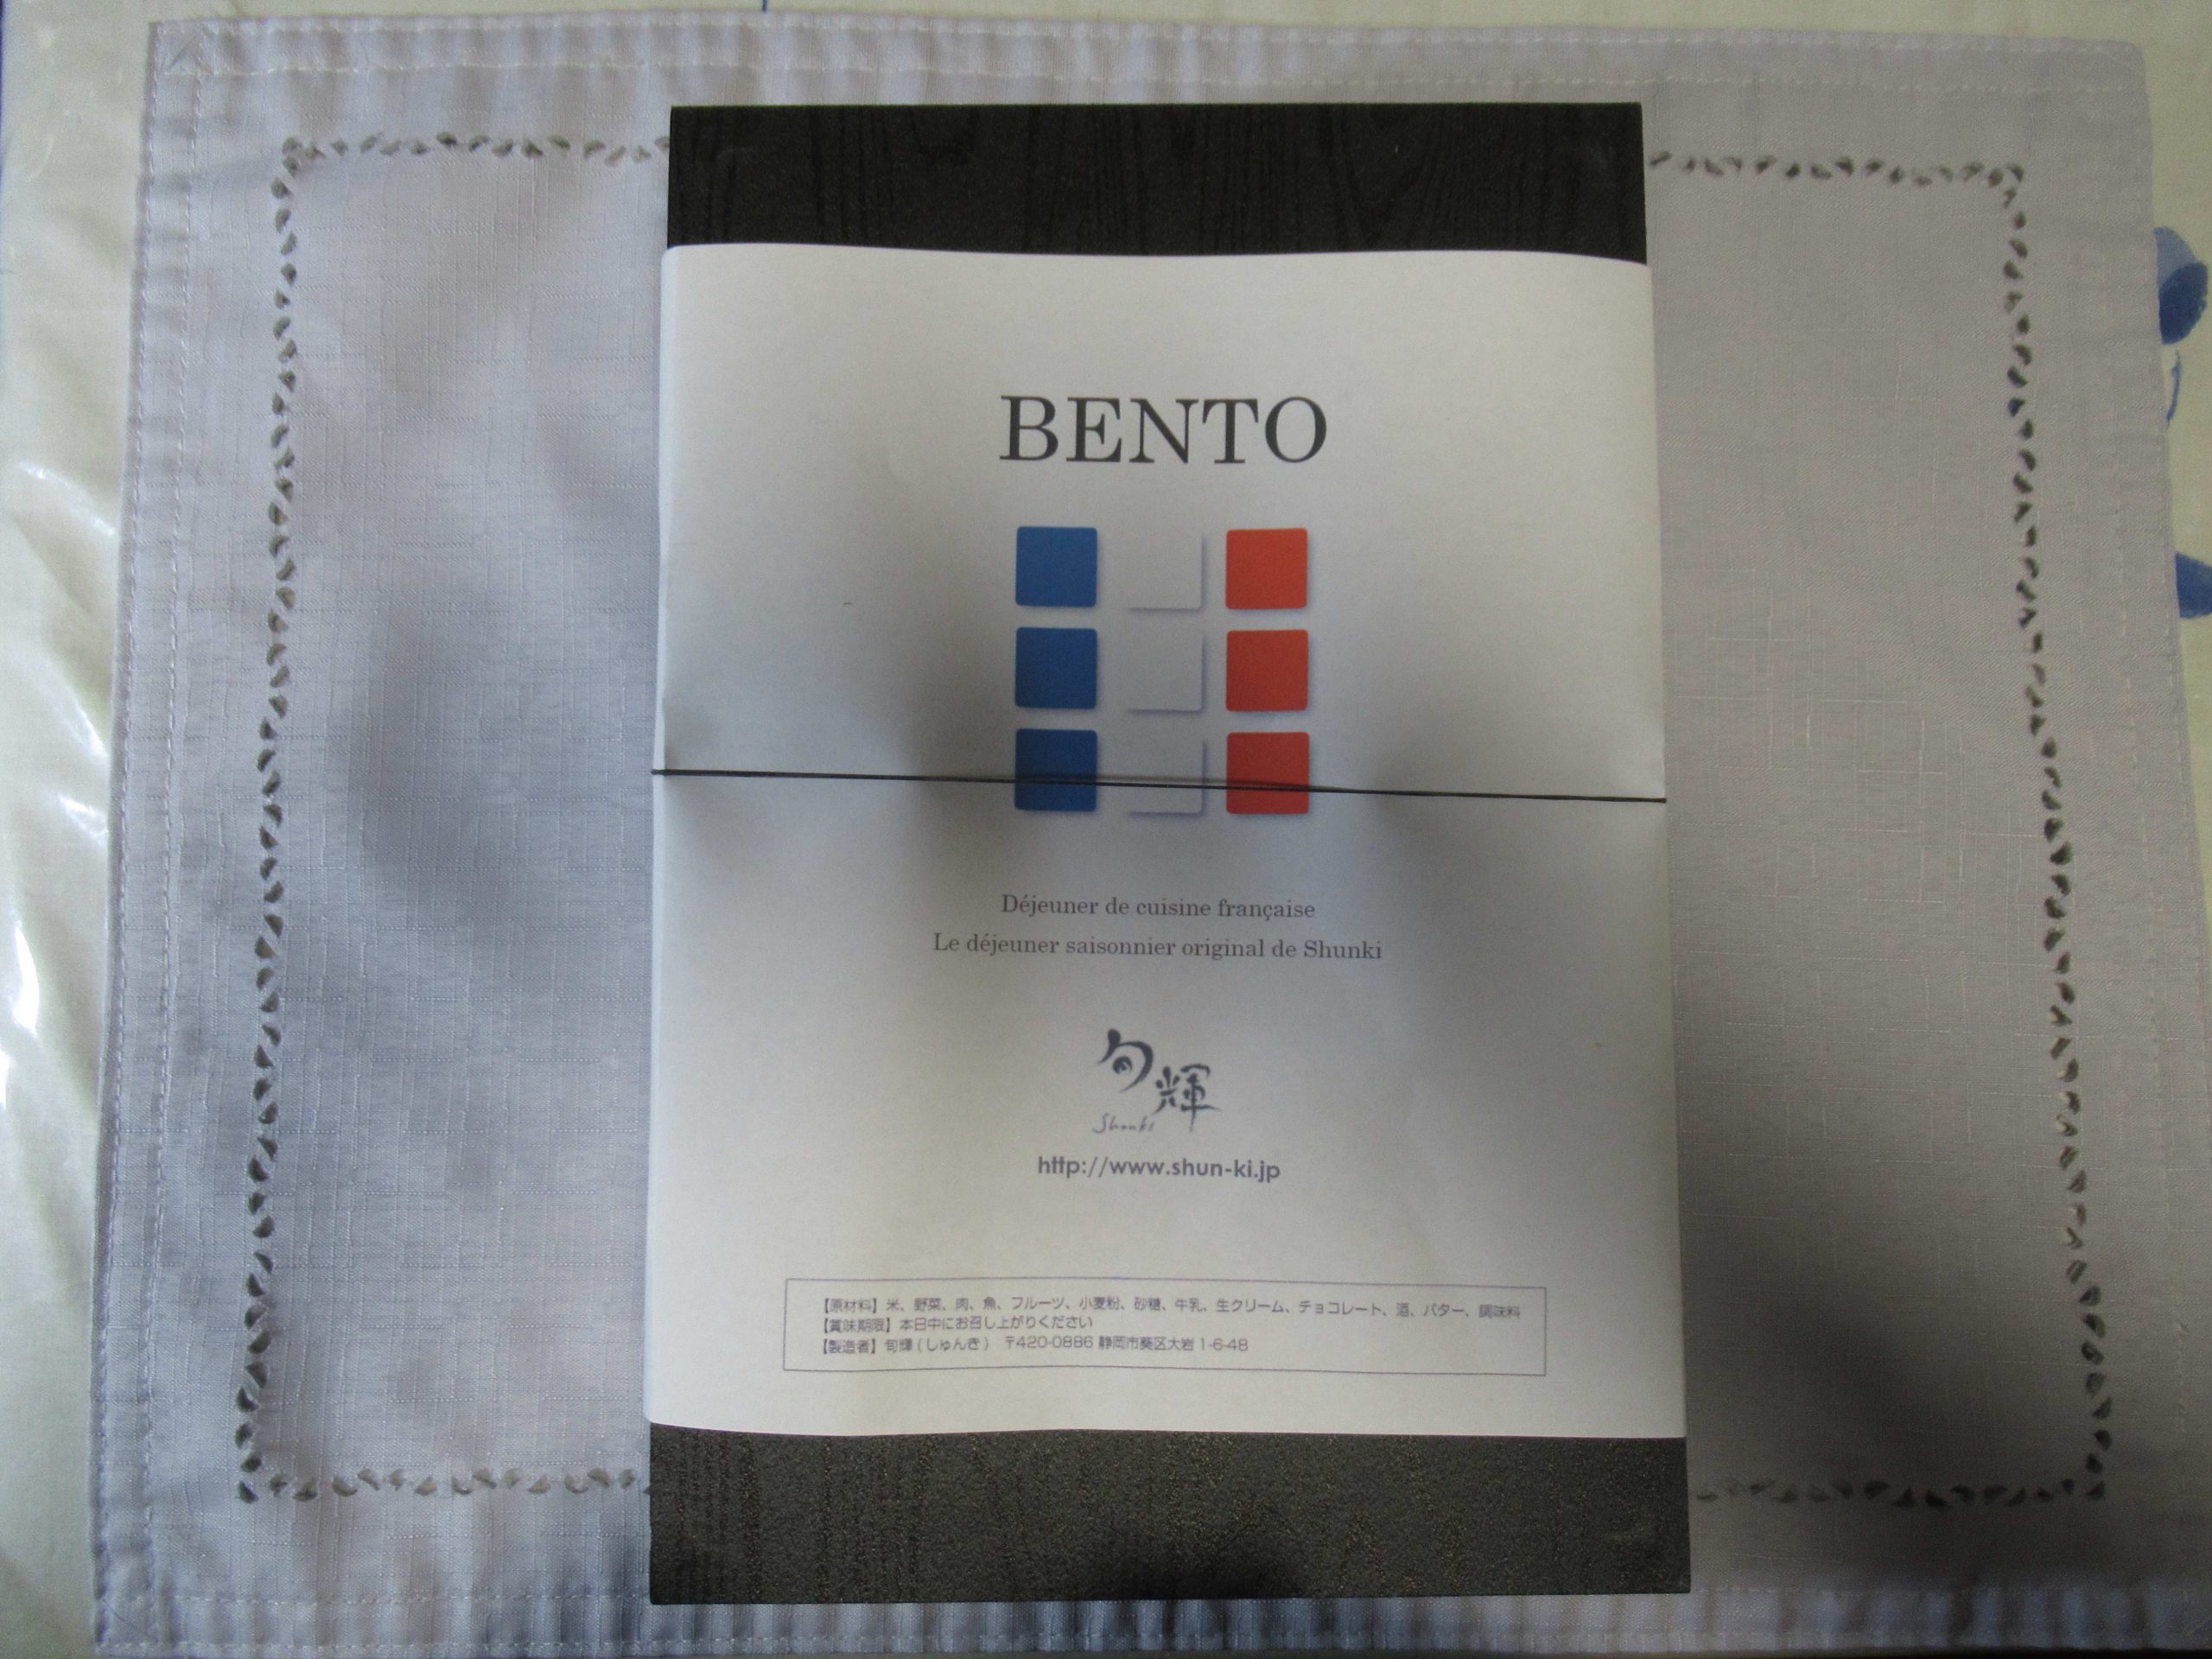 BENTO
Déjeuner de cuisine française
Le déjeuner saisonnier original de Shunki
旬輝
Shunki
http://www.shun-ki.jp
【原材料】米、野菜、肉、魚、フルーツ、小麦粉、砂糖、牛乳、生クリーム、チョコレート、酒、バター、調味料
【賞味期限】本日中にお召し上がりください
【製造者】旬輝(しゅんき) 〒420-0886 静岡市葵区大岩1-6-48